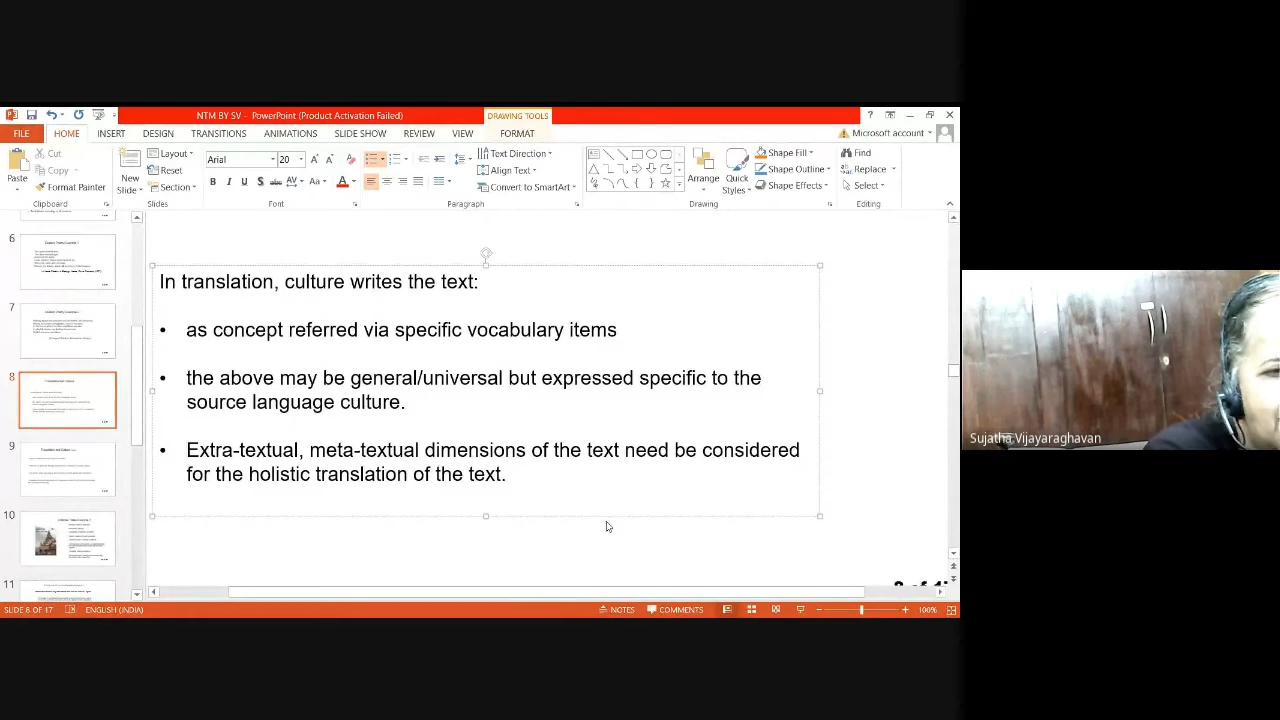 NTM BY SV - PowerPoint (Product Activation Failed)
DRAWING TOOLS
FILE HOME INSERT DESIGN TRANSITIONS ANIMATIONS SLIDE SHOW REVIEW VIEW FORMAT
Microsoft account
Paste
Cut
Copy
Format Painter
Clipboard
New Slide
Layout
Reset
Section
Slides
Arial 20
Font
Text Direction
Align Text
Convert to SmartArt
Paragraph
Arrange
Quick Styles
Shape Fill
Shape Outline
Shape Effects
Drawing
Find
Replace
Select
Editing
6
7
8
9
10
11
In translation, culture writes the text:
• as concept referred via specific vocabulary items
• the above may be general/universal but expressed specific to the
source language culture.
• Extra-textual, meta-textual dimensions of the text need be considered
for the holistic translation of the text.
Sujatha Vijayaraghavan
SLIDE 8 OF 17 ENGLISH (INDIA) NOTES COMMENTS 100%